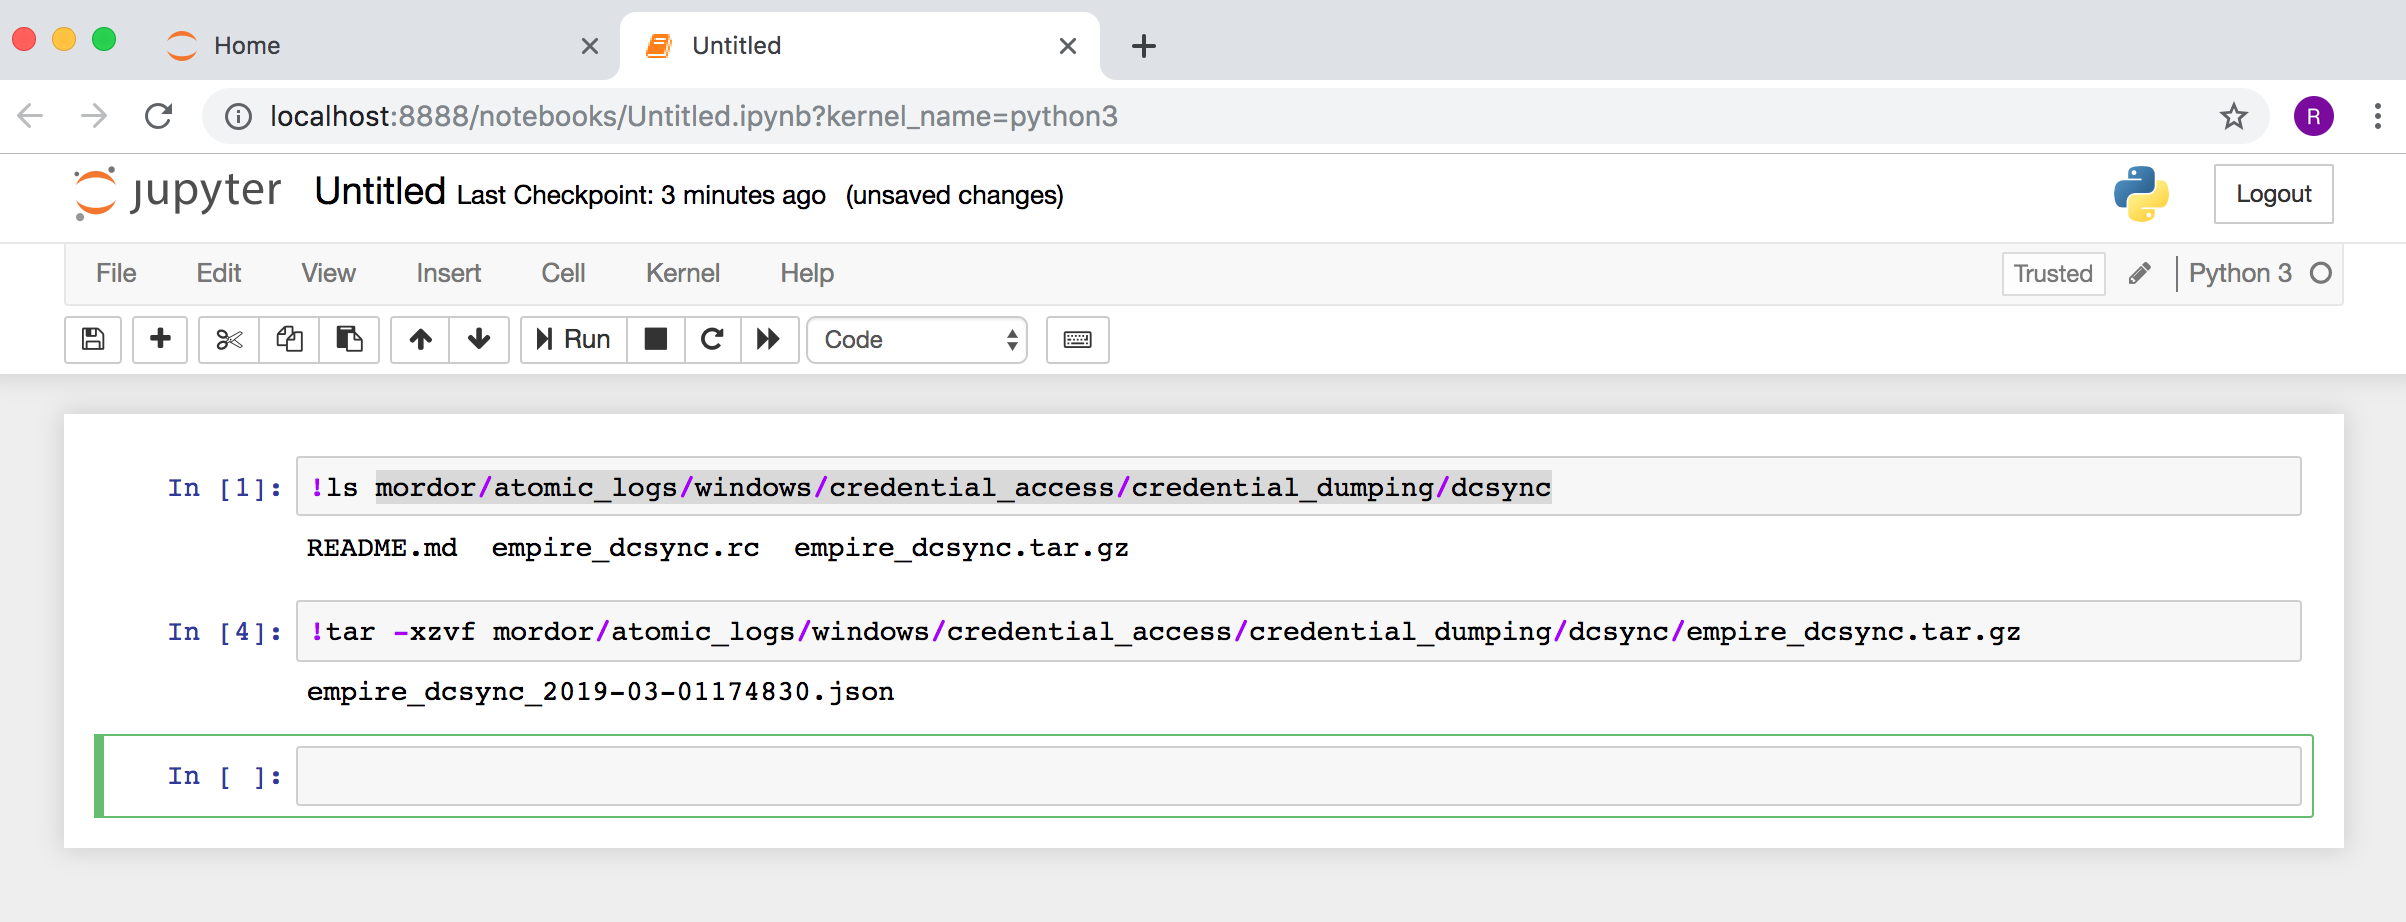 Home
Untitled
localhost:8888/notebooks/Untitled.ipynb?kernel_name=python3
R
jupyter Untitled Last Checkpoint: 3 minutes ago (unsaved changes)
Logout
File Edit View Insert Cell Kernel Help
Trusted
Python 3
Run
Code
In [1]: !ls mordor/atomic_logs/windows/credential_access/credential_dumping/dcsync
README.md empire_dcsync.rc empire_dcsync.tar.gz
In [4]: !tar -xzvf mordor/atomic_logs/windows/credential_access/credential_dumping/dcsync/empire_dcsync.tar.gz
empire_dcsync_2019-03-01174830.json
In [ ]: